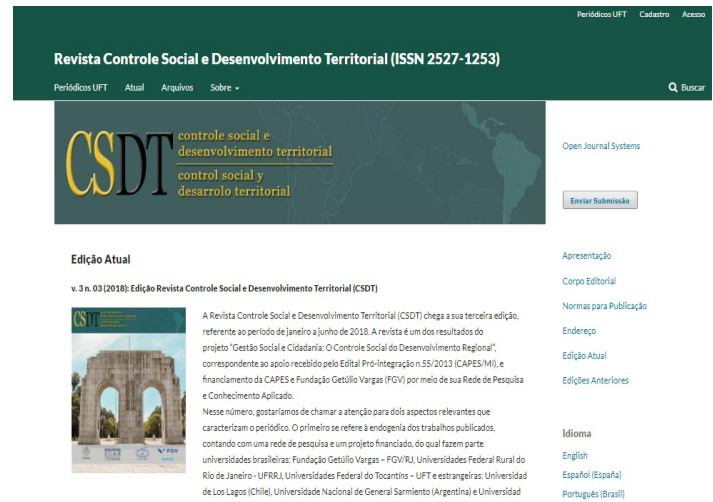 Periódicos UFT Cadastro Acesso
Revista Controle Social e Desenvolvimento Territorial (ISSN 2527-1253)
Periódicos UFT Atual Arquivos Sobre
Buscar
CSDT
controle social e
desenvolvimento territorial
control social y
desarrolo territorial
Open Journal Systems
Enviar Submissão
Edição Atual
v. 3 n. 03 (2018): Edição Revista Controle Social e Desenvolvimento Territorial (CSDT)
CSDT
FGV
A Revista Controle Social e Desenvolvimento Territorial (CSDT) chega a sua terceira edição,
referente ao período de janeiro a junho de 2018. A revista é um dos resultados do
projeto "Gestão Social e Cidadania: O Controle Social do Desenvolvimento Regional",
correspondente ao apoio recebido pelo Edital Pró-integração n.55/2013 (CAPES/MI), e
financiamento da CAPES e Fundação Getúlio Vargas (FGV) por meio de sua Rede de Pesquisa
e Conhecimento Aplicado.
Nesse número, gostaríamos de chamar a atenção para dois aspectos relevantes que
caracterizam o periódico. O primeiro se refere à endogenia dos trabalhos publicados,
contando com uma rede de pesquisa e um projeto financiado, do qual fazem parte
universidades brasileiras: Fundação Getúlio Vargas – FGV/RJ, Universidades Federal Rural do
Rio de Janeiro - UFRRJ, Universidades Federal do Tocantins – UFT e estrangeiras: Universidad
de Los Lagos (Chile), Universidade Nacional de General Sarmiento (Argentina) e Universidad
Apresentação
Corpo Editorial
Normas para Publicação
Endereço
Edição Atual
Edições Anteriores
Idioma
English
Español (España)
Português (Brasil)